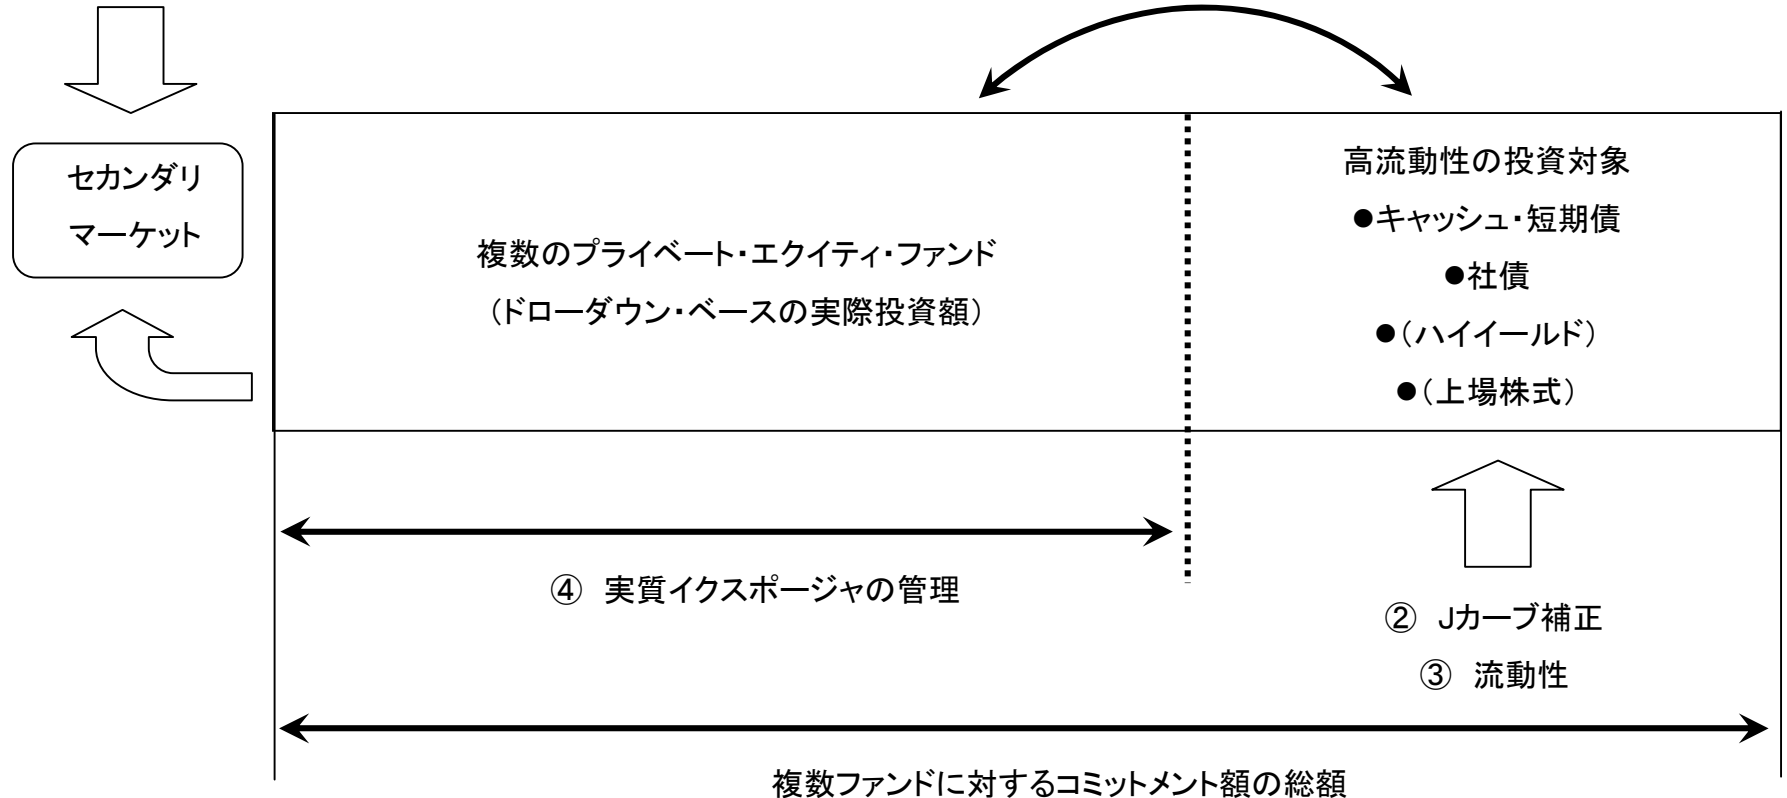 セカンダリ
マーケット
複数のプライベート・エクイティ・ファンド
（ドローダウン・ベースの実際投資額）
高流動性の投資対象
●キャッシュ・短期債
●社債
●（ハイイールド）
●（上場株式）
④ 実質イクスポージャの管理
② Jカーブ補正
③ 流動性
複数ファンドに対するコミットメント額の総額